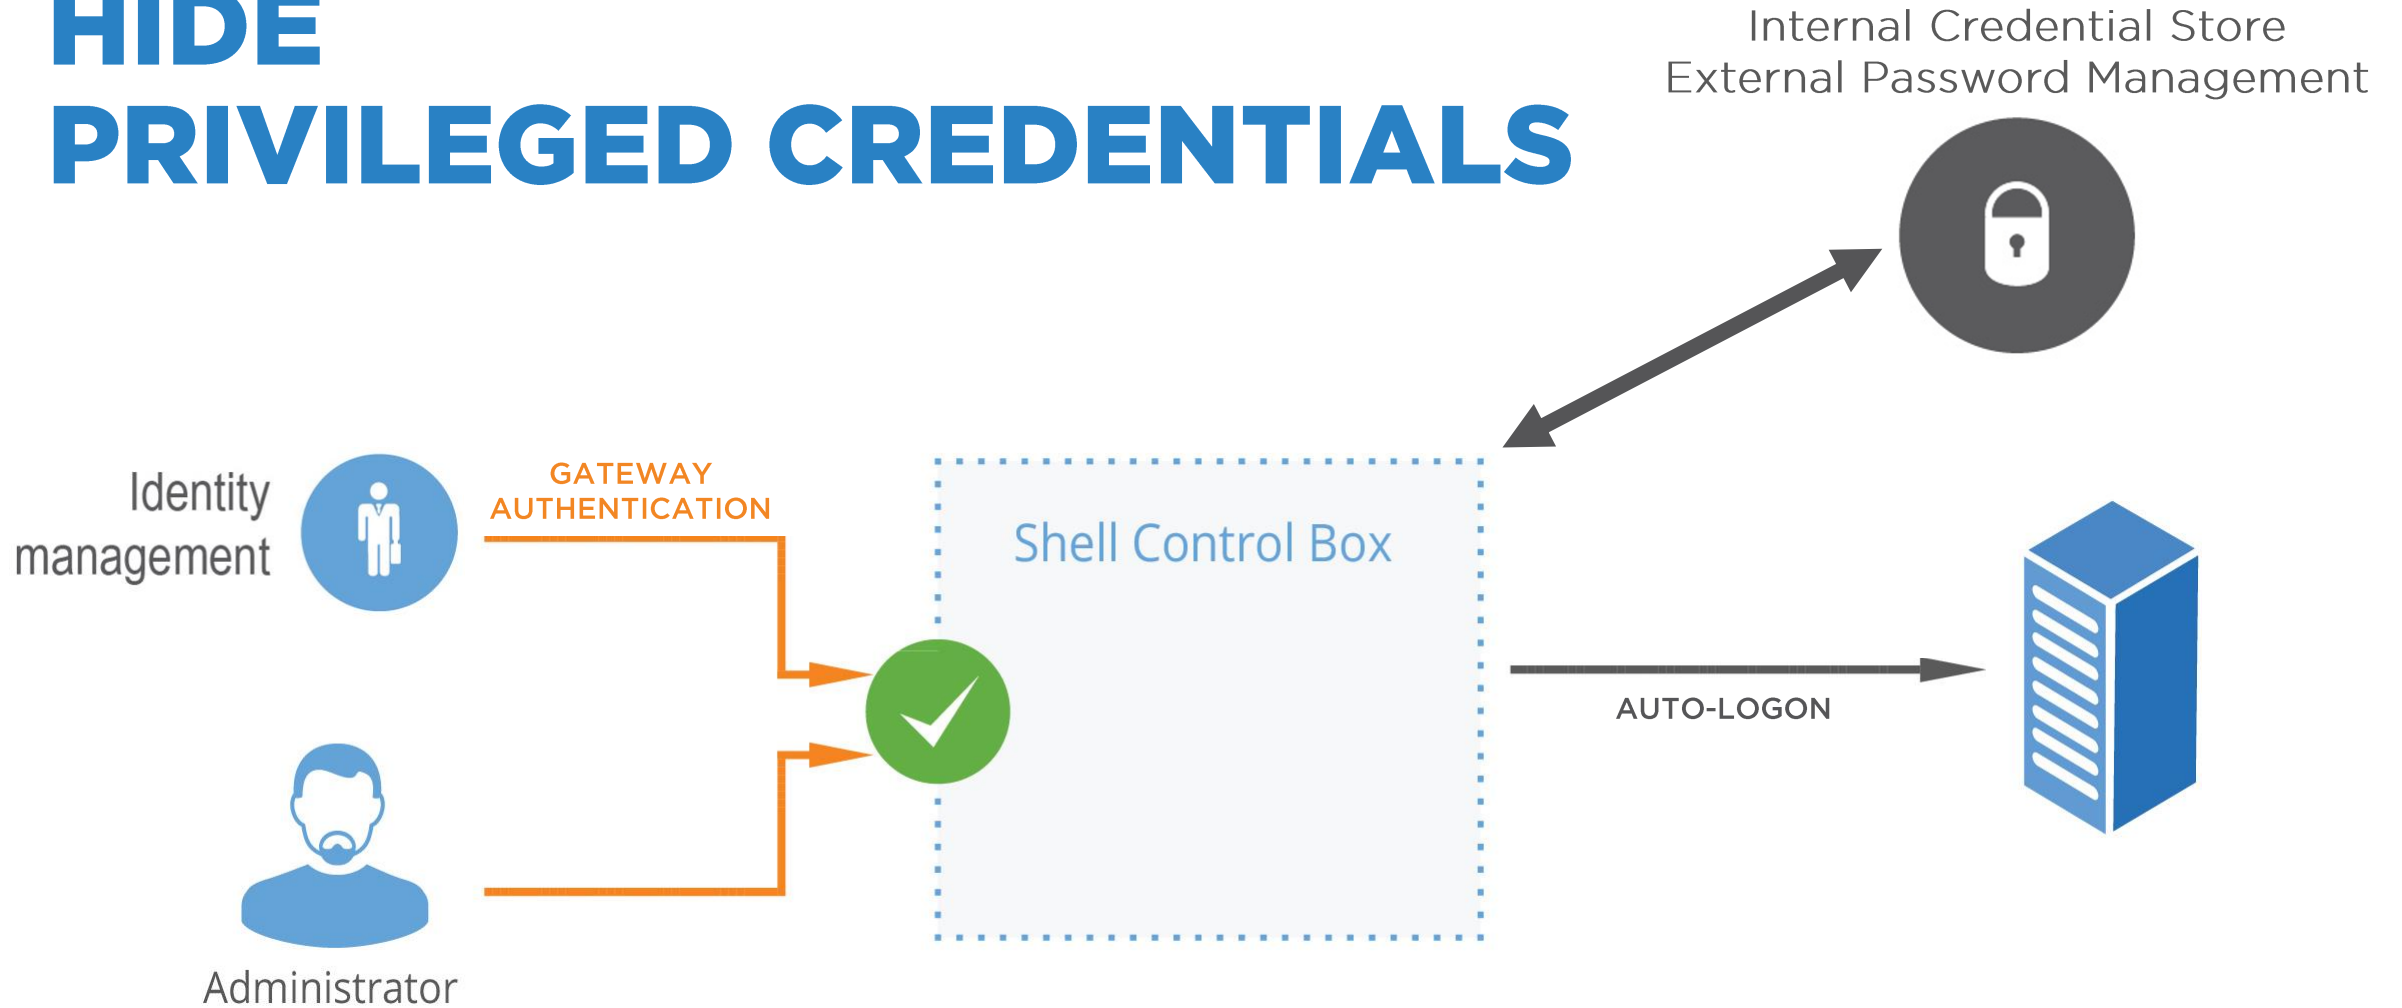 HIDE
PRIVILEGED CREDENTIALS
Internal Credential Store
External Password Management
Identity
management
GATEWAY
AUTHENTICATION
Shell Control Box
AUTO-LOGON
Administrator